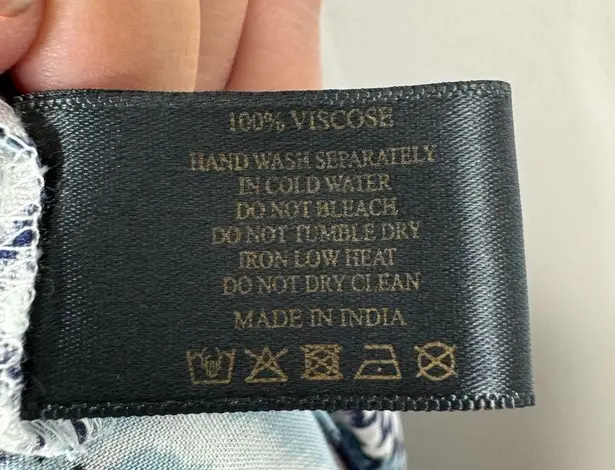 100% VISCOSE
HAND WASH SEPARATELY
IN COLD WATER
DO NOT BLEACH
DO NOT TUMBLE DRY
IRON LOW HEAT
DO NOT DRY CLEAN
MADE IN INDIA